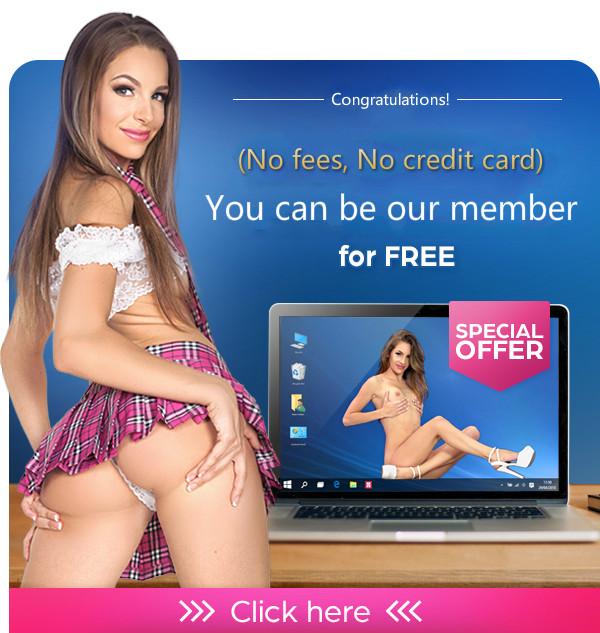 Congratulations!
(No fees, No credit card)
You can be our member
for FREE
SPECIAL
OFFER
>>> Click here <<<